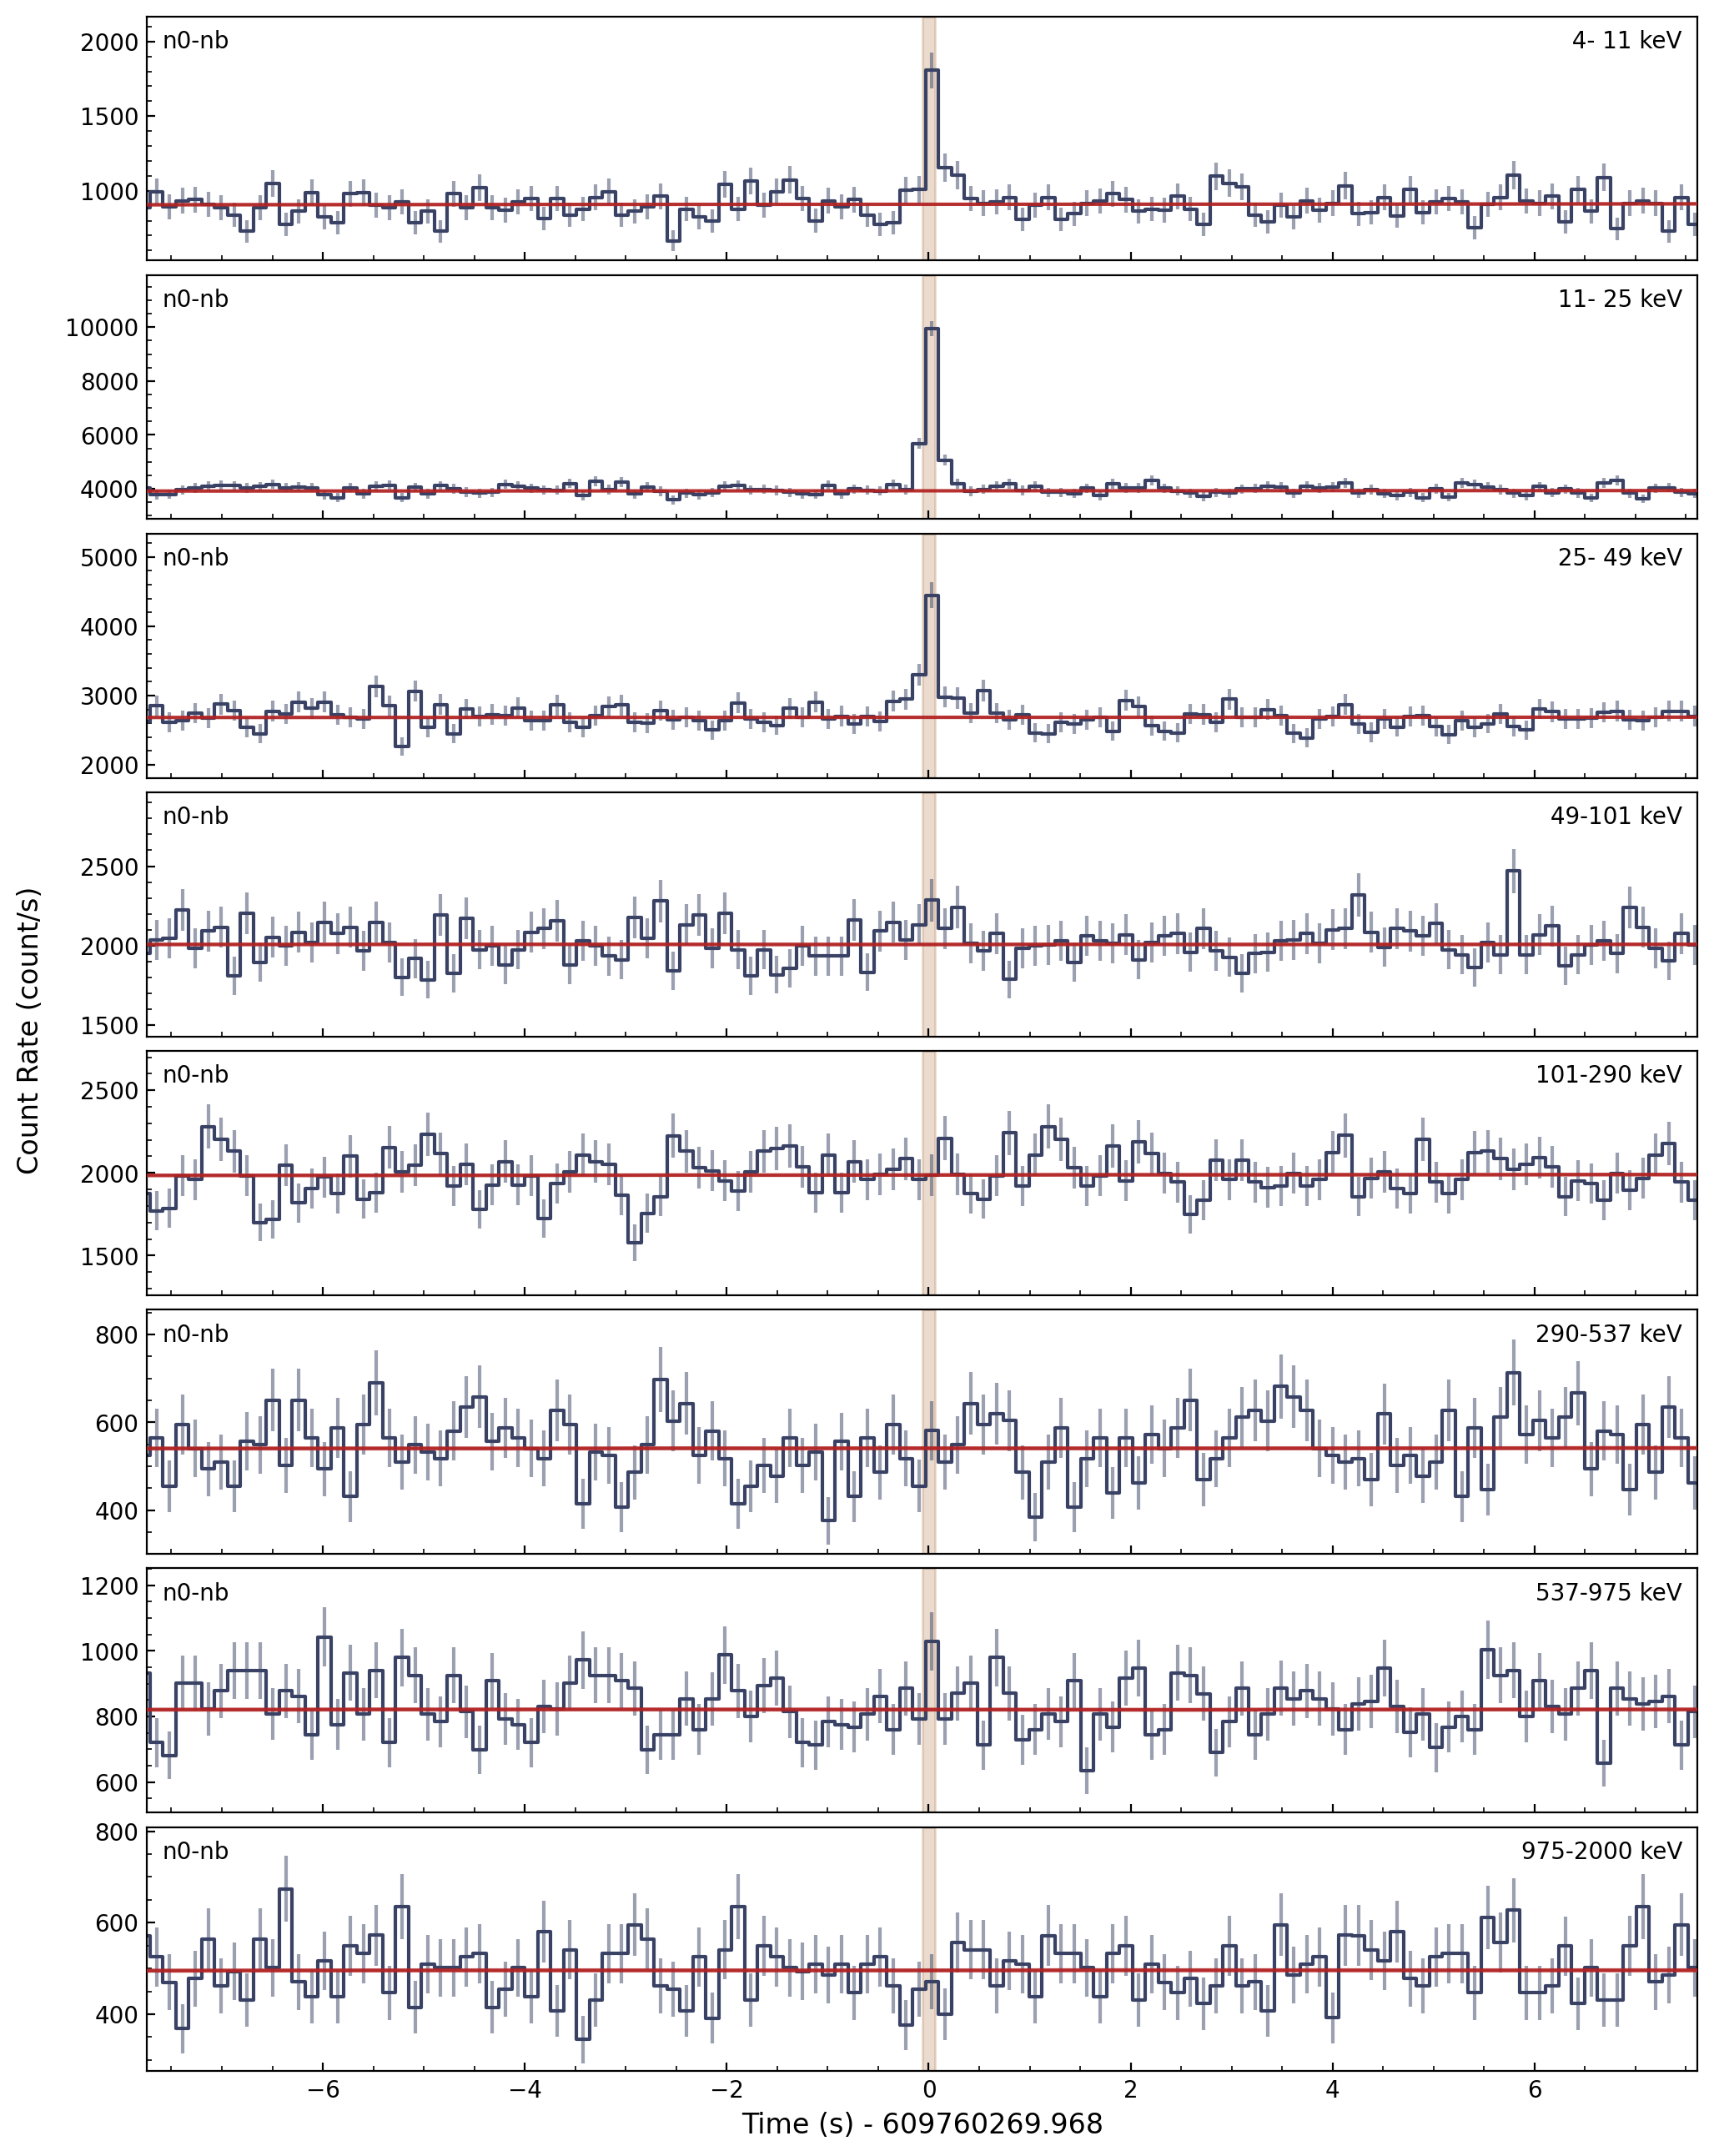 2000
1500
1000
n0-nb
4- 11 keV
10000
8000
6000
4000
n0-nb
11- 25 keV
5000
4000
3000
2000
n0-nb
25- 49 keV
2500
2000
1500
n0-nb
49-101 keV
2500
2000
1500
n0-nb
101-290 keV
800
600
400
n0-nb
290-537 keV
1200
1000
800
600
n0-nb
537-975 keV
800
600
400
n0-nb
975-2000 keV
−6 −4 −2 0 2 4 6
Time (s) - 609760269.968
Count Rate (count/s)